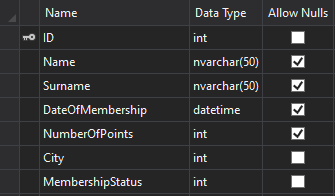 Name Data Type Allow Nulls
ID int
Name nvarchar(50)
Surname nvarchar(50)
DateOfMembership datetime
NumberOfPoints int
City int
MembershipStatus int